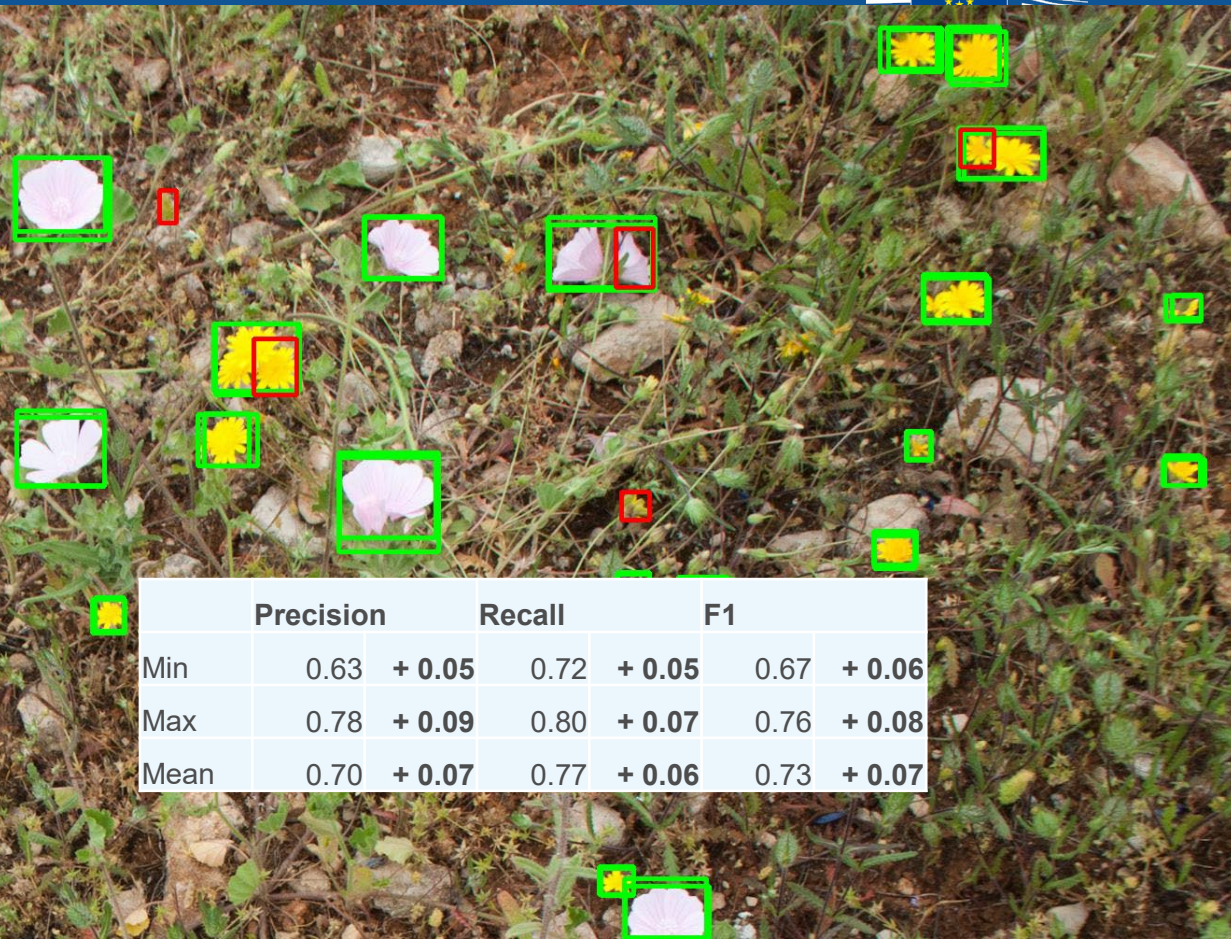 Precision Recall F1
Min 0.63 + 0.05 0.72 + 0.05 0.67 + 0.06
Max 0.78 + 0.09 0.80 + 0.07 0.76 + 0.08
Mean 0.70 + 0.07 0.77 + 0.06 0.73 + 0.07